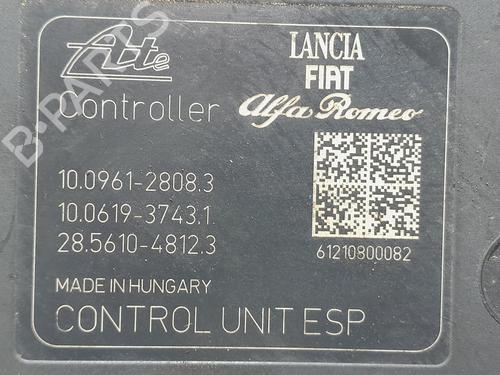 Ate
LANCIA
FIAT
Alfa Romeo
Controller
10.0961-2808.3
10.0619-3743.1
28.5610-4812.3
61210800082
MADE IN HUNGARY
CONTROL UNIT ESP
B-PARTS